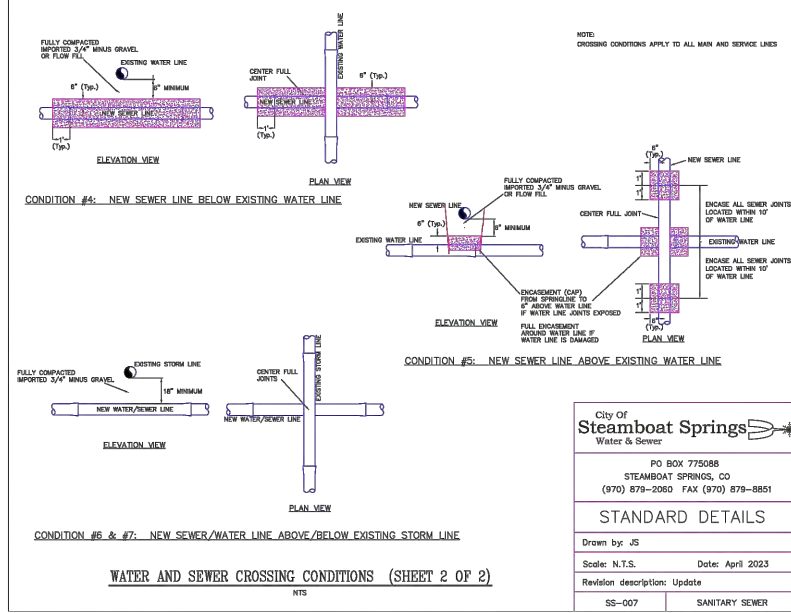 FULLY COMPACTED
IMPORTED 3/4" MINUS GRAVEL
OR FLOW FILL
EXISTING WATER LINE
6" (Typ.)
6" MINIMUM
NEW SEWER LINE
1'
(Typ.)
ELEVATION VIEW
CENTER FULL
JOINT
EXISTING WATER LINE
6" (Typ.)
NEW SEWER LINE
1'
(Typ.)
PLAN VIEW
CONDITION #4: NEW SEWER LINE BELOW EXISTING WATER LINE
NOTE:
CROSSING CONDITIONS APPLY TO ALL MAIN AND SERVICE LINES
FULLY COMPACTED
IMPORTED 3/4" MINUS GRAVEL
OR FLOW FILL
NEW SEWER LINE
6" (Typ.)
6" MINIMUM
EXISTING WATER LINE
ENCASEMENT (CAP)
FROM SPRINGLINE TO
6" ABOVE WATER LINE
IF WATER LINE JOINTS EXPOSED
FULL ENCASEMENT
AROUND WATER LINE IF
WATER LINE IS DAMAGED
ELEVATION VIEW
6"
(Typ.)
NEW SEWER LINE
1'
1'
CENTER FULL JOINT
ENCASE ALL SEWER JOINTS
LOCATED WITHIN 10'
OF WATER LINE
EXISTING WATER LINE
ENCASE ALL SEWER JOINTS
LOCATED WITHIN 10'
OF WATER LINE
1'
1'
6"
(Typ.)
PLAN VIEW
CONDITION #5: NEW SEWER LINE ABOVE EXISTING WATER LINE
FULLY COMPACTED
IMPORTED 3/4" MINUS GRAVEL
EXISTING STORM LINE
18" MINIMUM
NEW WATER/SEWER LINE
ELEVATION VIEW
CENTER FULL
JOINTS
EXISTING STORM LINE
NEW WATER/SEWER LINE
PLAN VIEW
CONDITION #6 & #7: NEW SEWER/WATER LINE ABOVE/BELOW EXISTING STORM LINE
WATER AND SEWER CROSSING CONDITIONS (SHEET 2 OF 2)
NTS
City Of
Steamboat Springs
Water & Sewer
PO BOX 775088
STEAMBOAT SPRINGS, CO
(970) 879-2060 FAX (970) 879-8851
STANDARD DETAILS
Drawn by: JS
Scale: N.T.S. Date: April 2023
Revision description: Update
SS-007 SANITARY SEWER